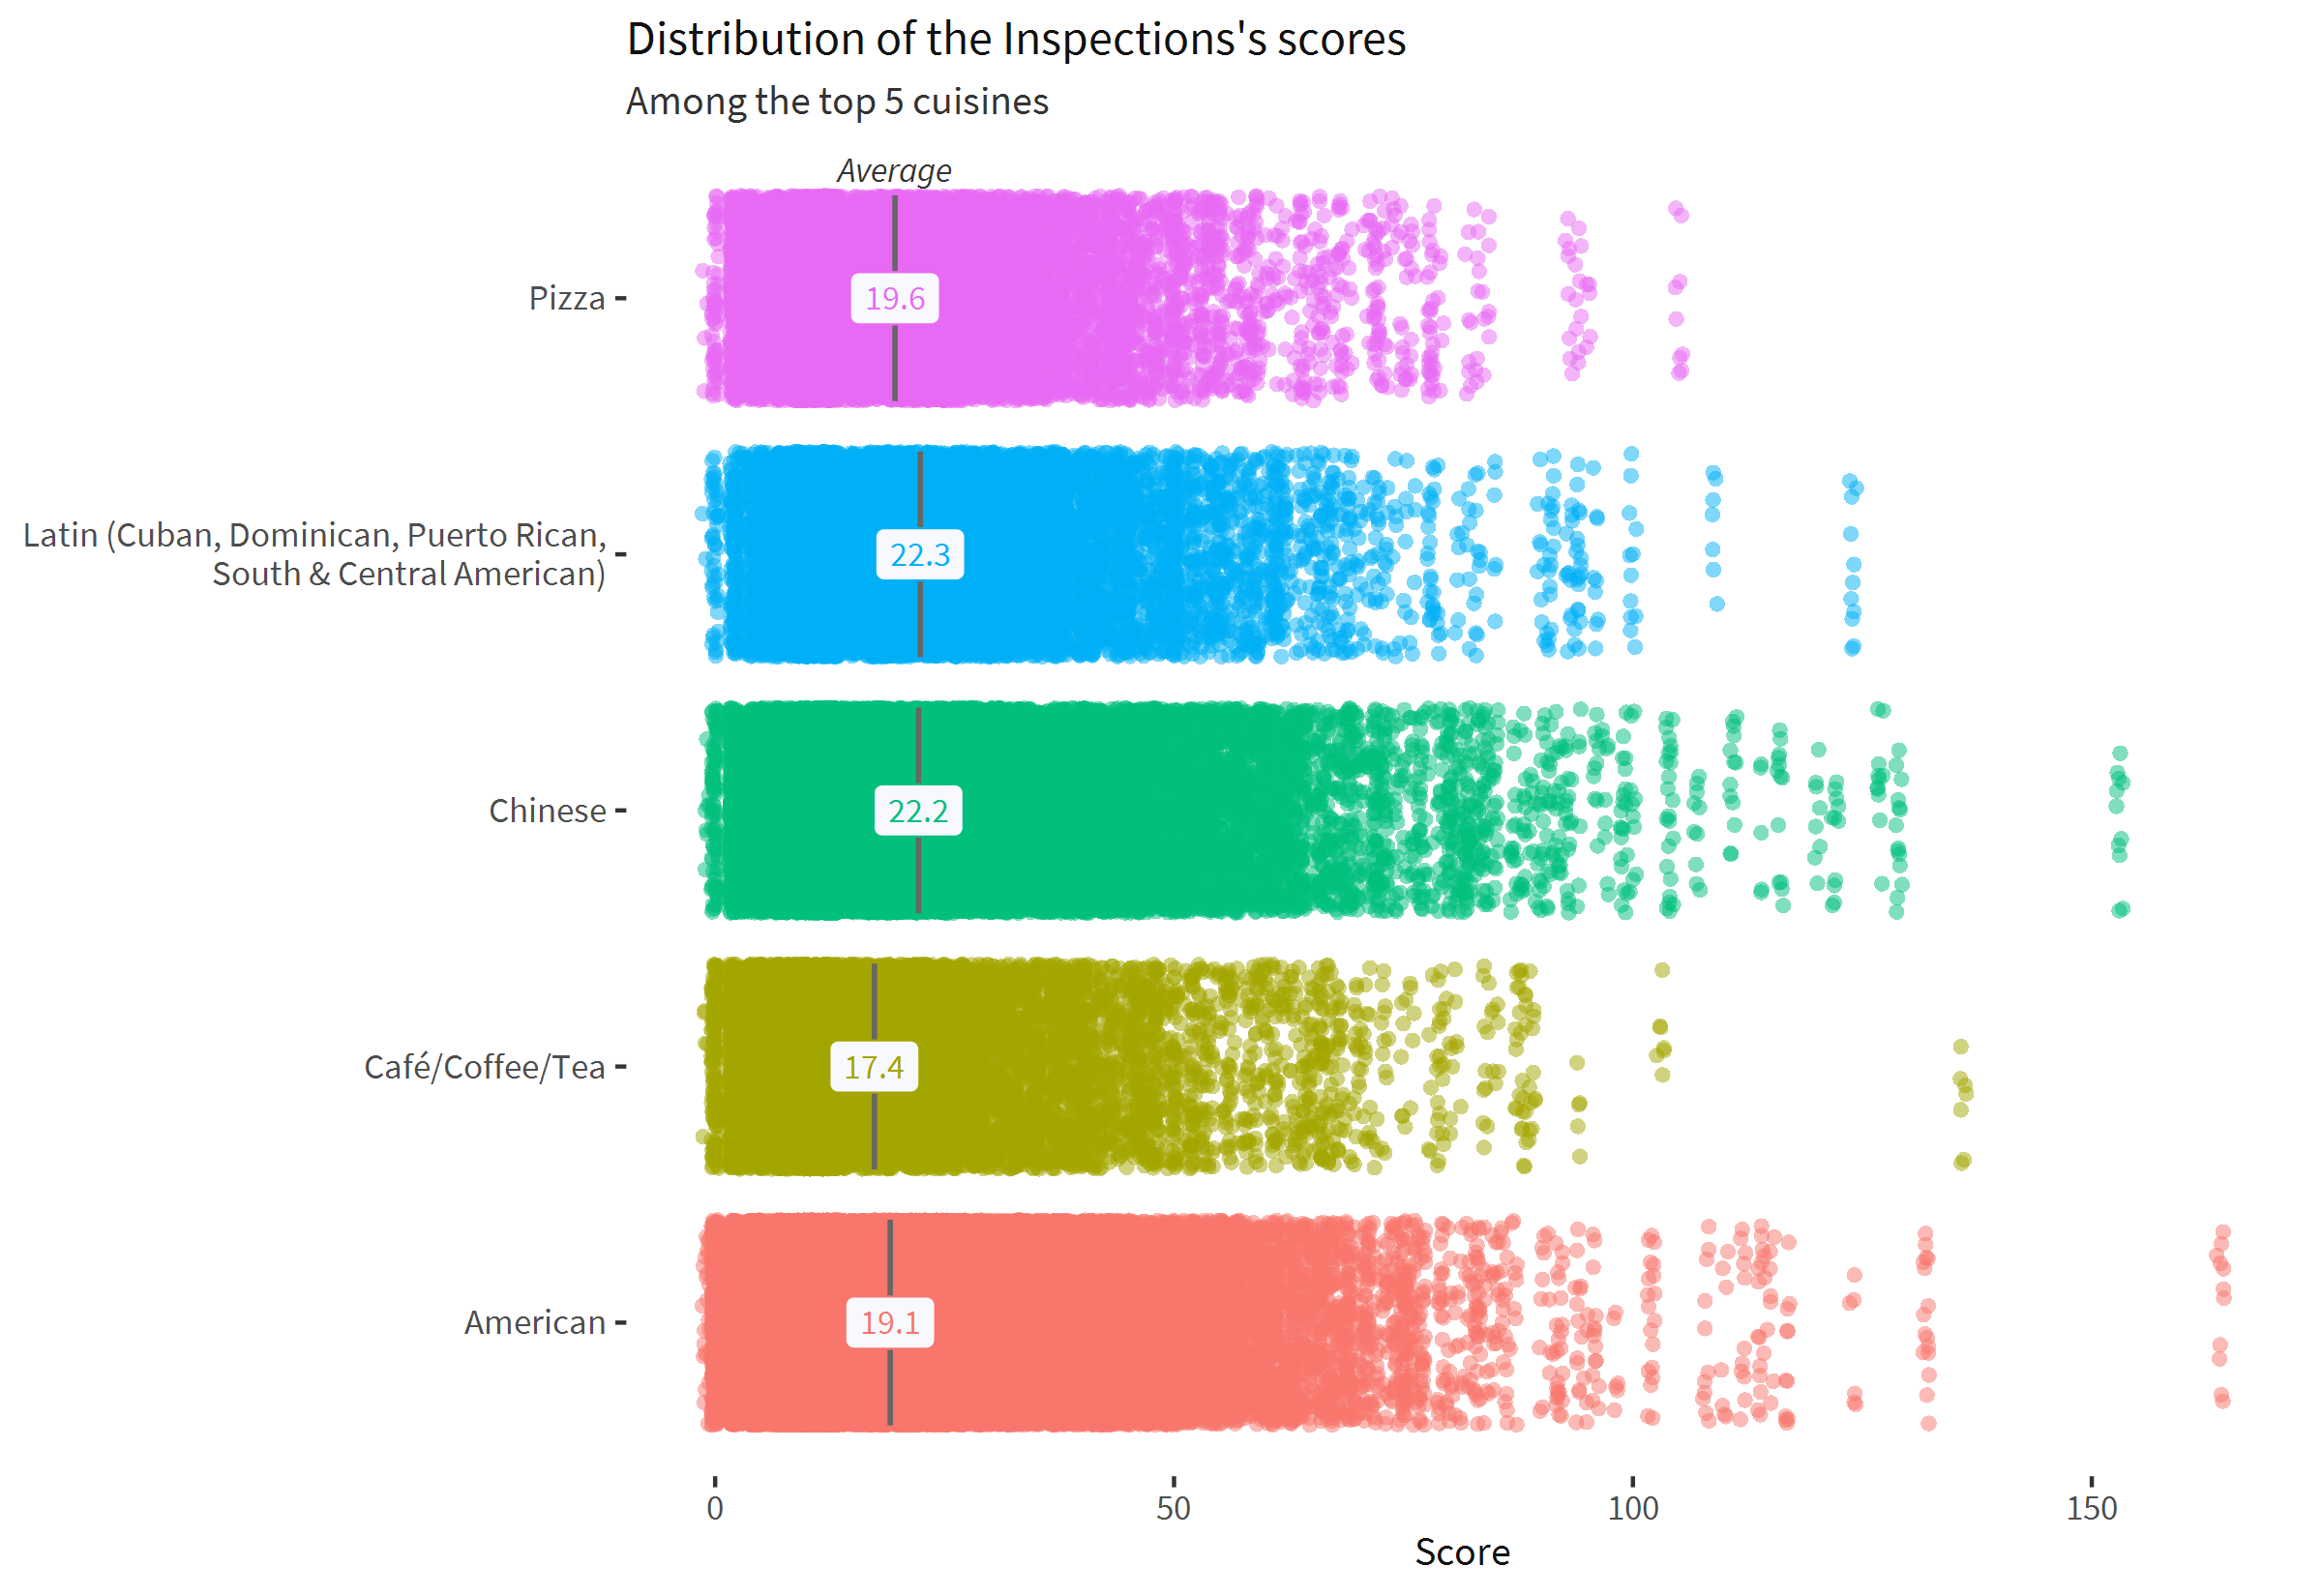 Distribution of the Inspections's scores
Among the top 5 cuisines
Average
Pizza
19.6
Latin (Cuban, Dominican, Puerto Rican,
South & Central American)
22.3
Chinese
22.2
Café/Coffee/Tea
17.4
American
19.1
0 50 100 150
Score